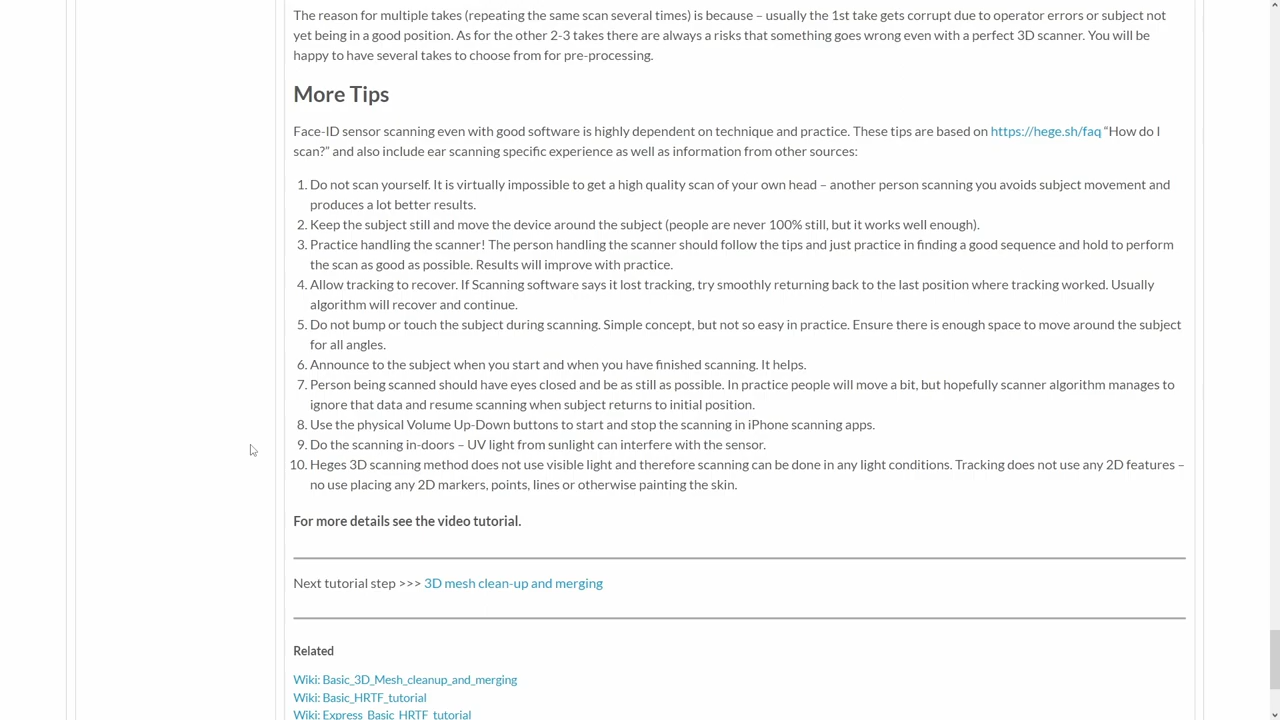 The reason for multiple takes (repeating the same scan several times) is because – usually the 1st take gets corrupt due to operator errors or subject not
yet being in a good position. As for the other 2-3 takes there are always a risks that something goes wrong even with a perfect 3D scanner. You will be
happy to have several takes to choose from for pre-processing.
More Tips
Face-ID sensor scanning even with good software is highly dependent on technique and practice. These tips are based on https://hege.sh/faq “How do I
scan?” and also include ear scanning specific experience as well as information from other sources:
1. Do not scan yourself. It is virtually impossible to get a high quality scan of your own head – another person scanning you avoids subject movement and
produces a lot better results.
2. Keep the subject still and move the device around the subject (people are never 100% still, but it works well enough).
3. Practice handling the scanner! The person handling the scanner should follow the tips and just practice in finding a good sequence and hold to perform
the scan as good as possible. Results will improve with practice.
4. Allow tracking to recover. If Scanning software says it lost tracking, try smoothly returning back to the last position where tracking worked. Usually
algorithm will recover and continue.
5. Do not bump or touch the subject during scanning. Simple concept, but not so easy in practice. Ensure there is enough space to move around the subject
for all angles.
6. Announce to the subject when you start and when you have finished scanning. It helps.
7. Person being scanned should have eyes closed and be as still as possible. In practice people will move a bit, but hopefully scanner algorithm manages to
ignore that data and resume scanning when subject returns to initial position.
8. Use the physical Volume Up-Down buttons to start and stop the scanning in iPhone scanning apps.
9. Do the scanning in-doors – UV light from sunlight can interfere with the sensor.
10. Heges 3D scanning method does not use visible light and therefore scanning can be done in any light conditions. Tracking does not use any 2D features –
no use placing any 2D markers, points, lines or otherwise painting the skin.
For more details see the video tutorial.
Next tutorial step >>> 3D mesh clean-up and merging
Related
Wiki: Basic_3D_Mesh_cleanup_and_merging
Wiki: Basic_HRTF_tutorial
Wiki: Express_Basic_HRTF_tutorial